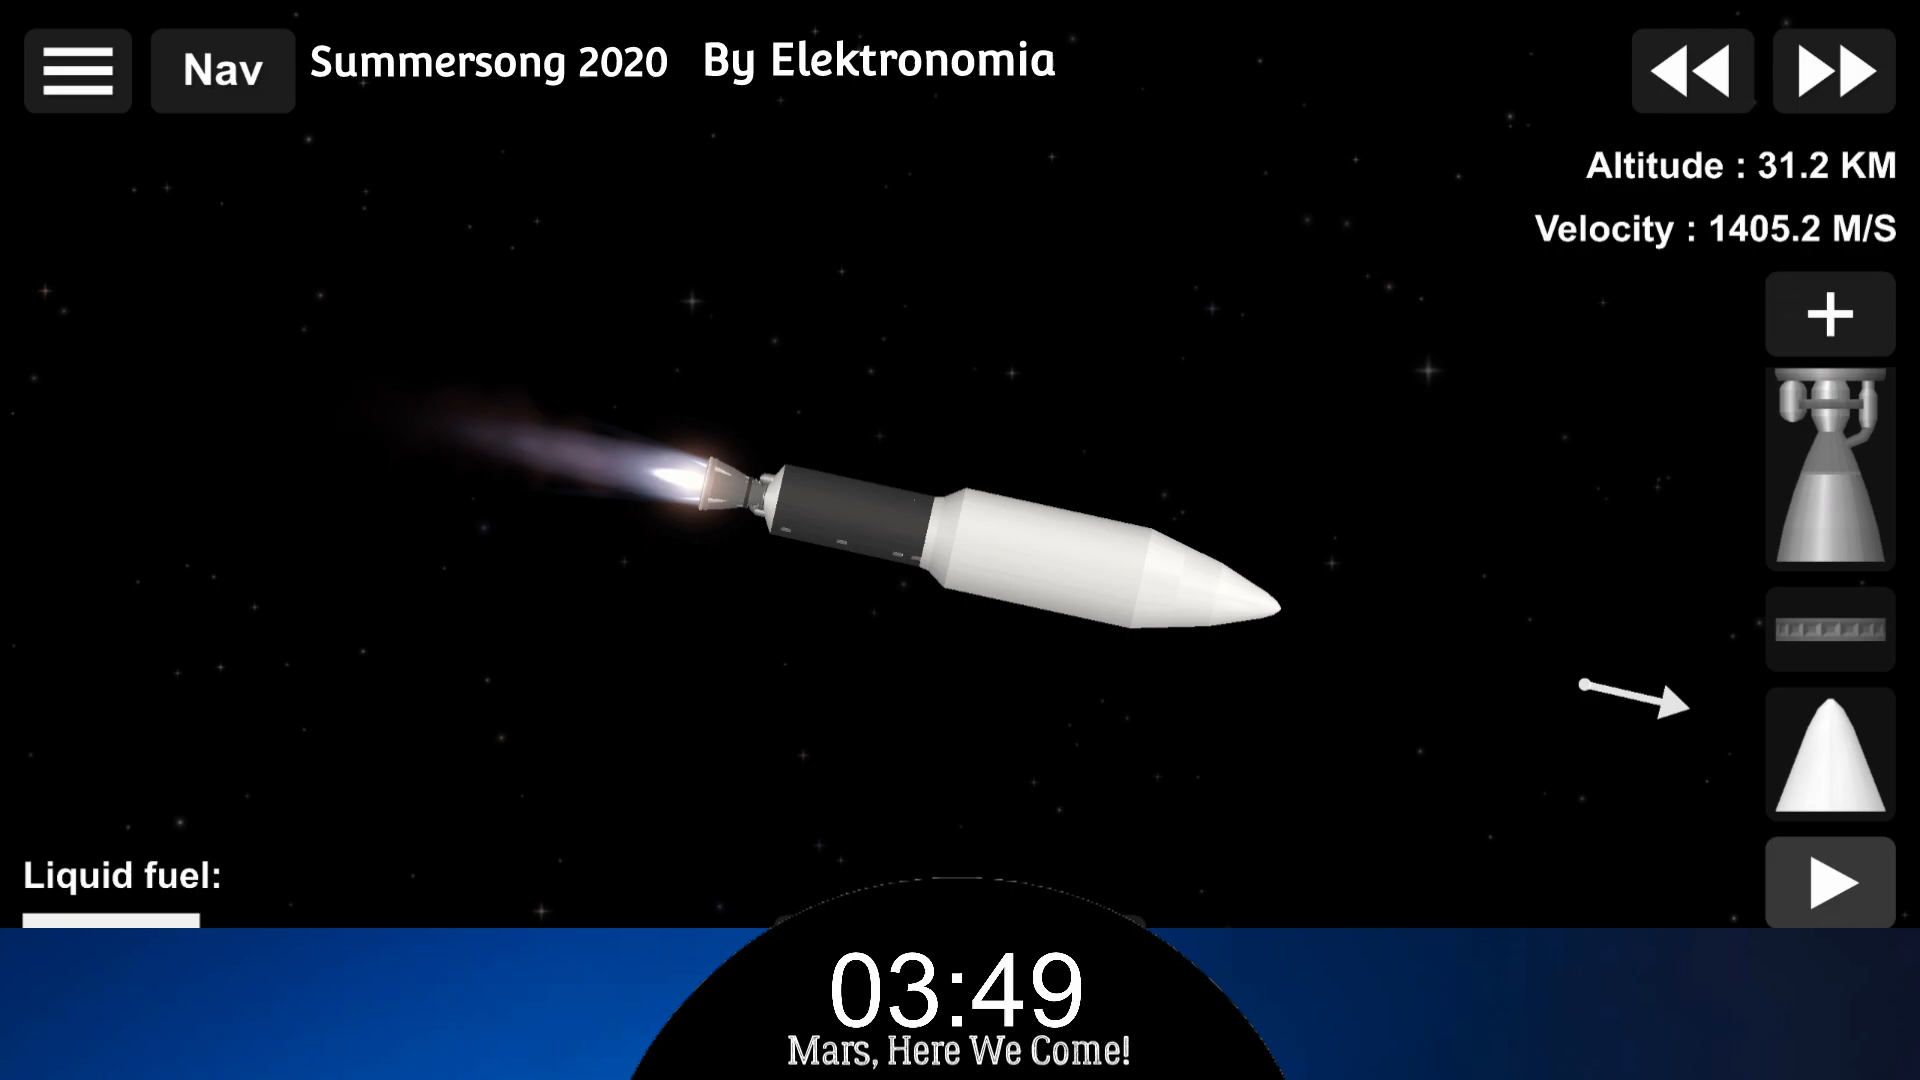 Nav
Summersong 2020 By Elektronomia
Altitude : 31.2 KM
Velocity : 1405.2 M/S
Liquid fuel:
03:49
Mars, Here We Come!